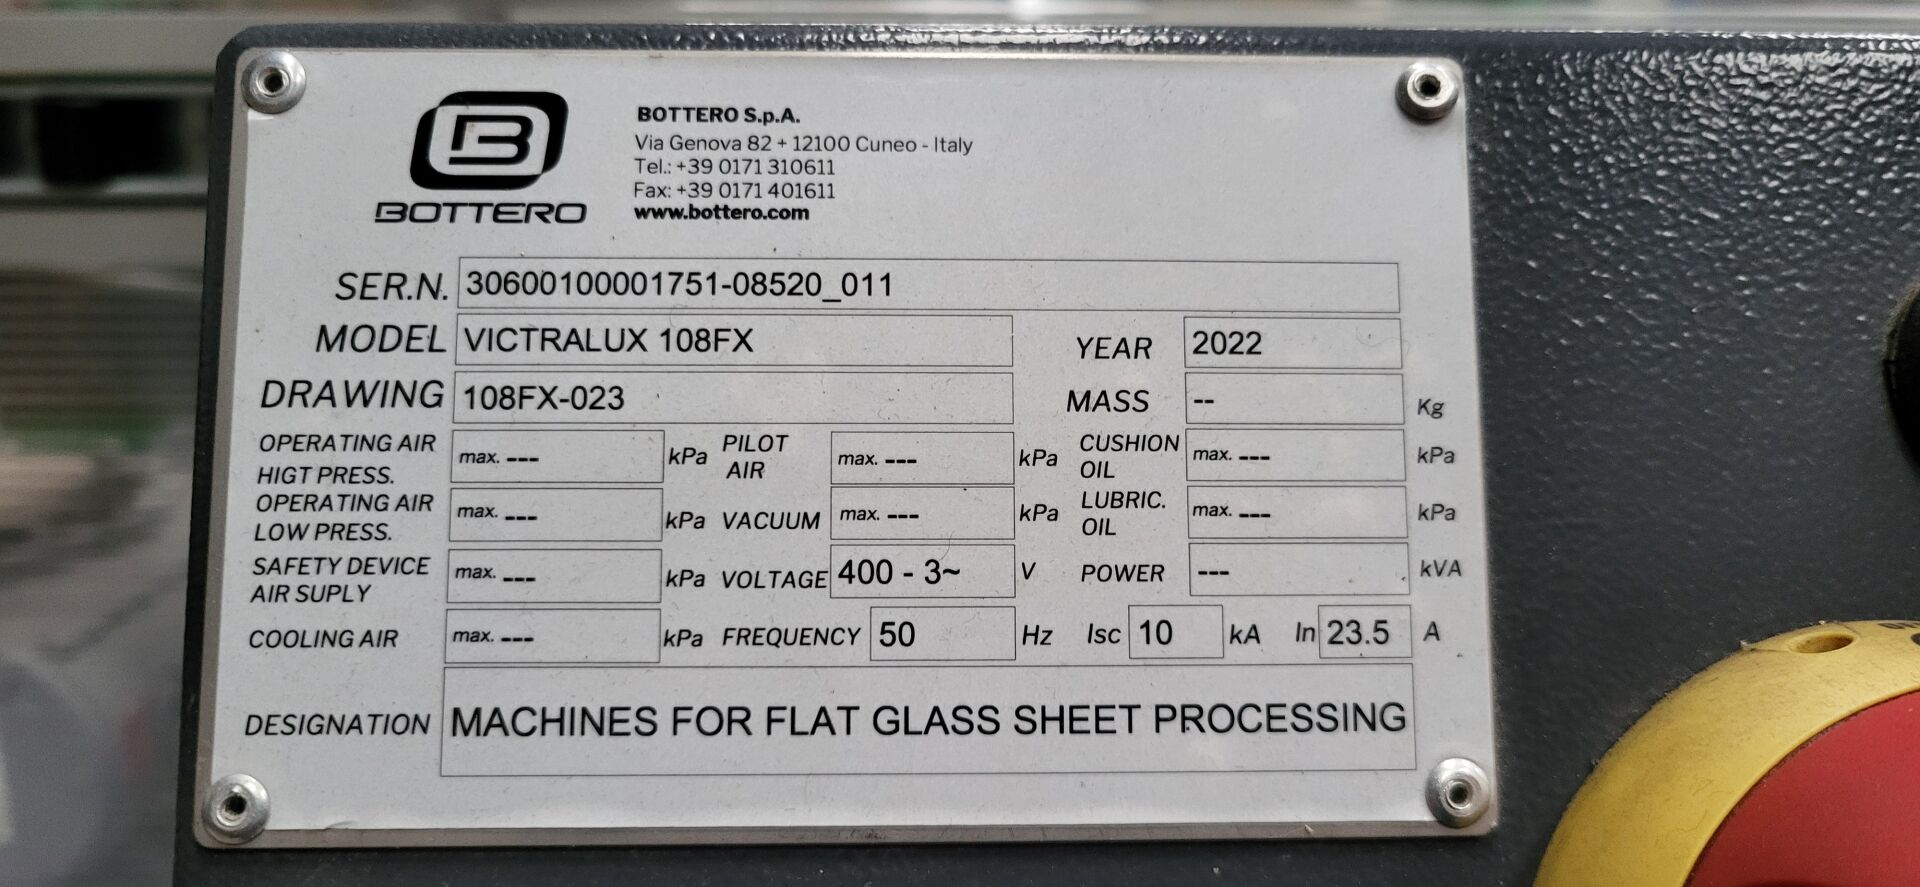 BOTTERO
BOTTERO S.p.A.
Via Genova 82 + 12100 Cuneo - Italy
Tel.: +39 0171 310611
Fax: +39 0171 401611
www.bottero.com
SER.N. 30600100001751-08520_011
MODEL VICTRALUX 108FX YEAR 2022
DRAWING 108FX-023 MASS -- Kg
OPERATING AIR HIGT PRESS. max. --- kPa PILOT AIR max. --- kPa CUSHION OIL max. --- kPa
OPERATING AIR LOW PRESS. max. --- kPa VACUUM max. --- kPa LUBRIC. OIL max. --- kPa
SAFETY DEVICE AIR SUPLY max. --- kPa VOLTAGE 400 - 3~ V POWER --- kVA
COOLING AIR max. --- kPa FREQUENCY 50 Hz Isc 10 kA In 23.5 A
DESIGNATION MACHINES FOR FLAT GLASS SHEET PROCESSING